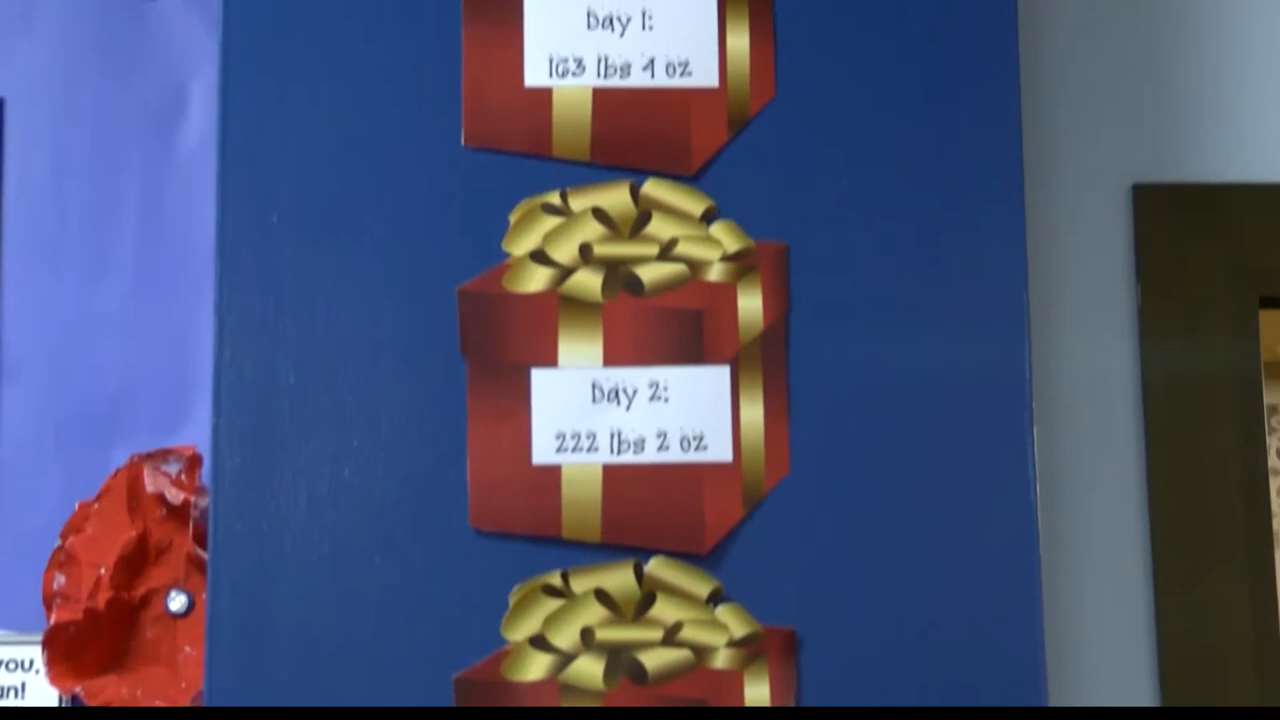 Day 1:
163 lbs 4 oz
Day 2:
222 lbs 2 oz
you,
an!